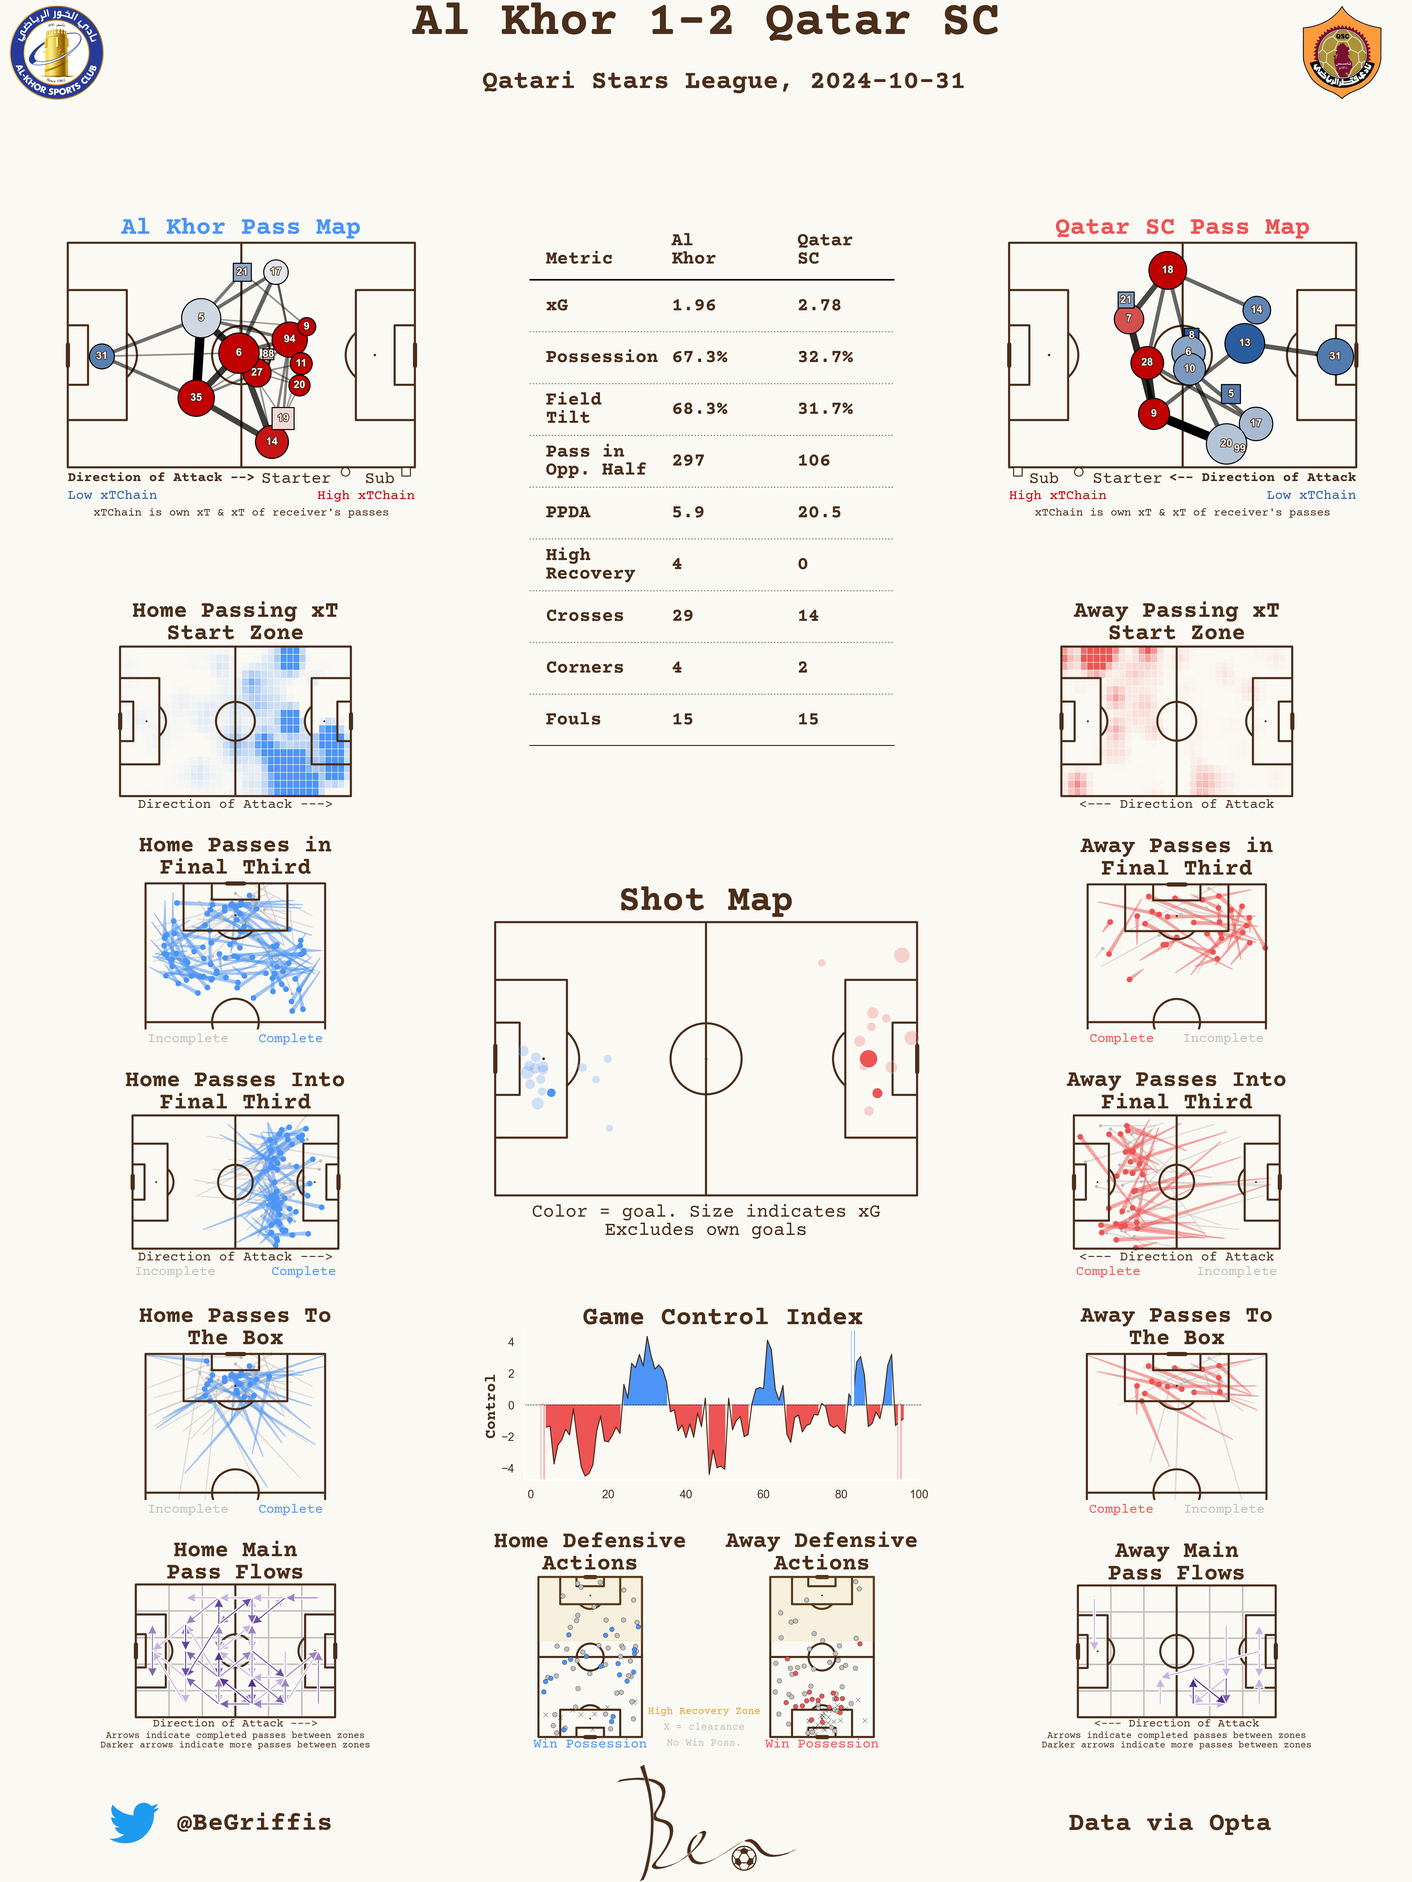 Al Khor 1-2 Qatar SC
Qatari Stars League, 2024-10-31
نادي الخور الرياضي
Since 1961
AL-KHOR SPORTS CLUB
QSC
Al Khor Pass Map
21
17
5
9
94
6
88
31
11
27
20
35
19
14
Direction of Attack --> Starter Sub
Low xTChain High xTChain
xTChain is own xT & xT of receiver's passes
Metric Al Khor Qatar SC
xG 1.96 2.78
Possession 67.3% 32.7%
Field Tilt 68.3% 31.7%
Pass in Opp. Half 297 106
PPDA 5.9 20.5
High Recovery 4 0
Crosses 29 14
Corners 4 2
Fouls 15 15
Qatar SC Pass Map
18
21
14
7
8
13
6
31
28
10
5
9
17
20
99
Sub Starter <-- Direction of Attack
High xTChain Low xTChain
xTChain is own xT & xT of receiver's passes
Home Passing xT
Start Zone
Direction of Attack --->
Away Passing xT
Start Zone
<--- Direction of Attack
Home Passes in
Final Third
Incomplete Complete
Away Passes in
Final Third
Complete Incomplete
Shot Map
Color = goal. Size indicates xG
Excludes own goals
Home Passes Into
Final Third
Direction of Attack --->
Incomplete Complete
Away Passes Into
Final Third
<--- Direction of Attack
Complete Incomplete
Home Passes To
The Box
Incomplete Complete
Game Control Index
Control
4
2
0
−2
−4
0 20 40 60 80 100
Away Passes To
The Box
Complete Incomplete
Home Main
Pass Flows
Direction of Attack --->
Arrows indicate completed passes between zones
Darker arrows indicate more passes between zones
Home Defensive
Actions
Win Possession
High Recovery Zone
X = clearance
No Win Poss.
Away Defensive
Actions
Win Possession
Away Main
Pass Flows
<--- Direction of Attack
Arrows indicate completed passes between zones
Darker arrows indicate more passes between zones
@BeGriffis
Ben
Data via Opta